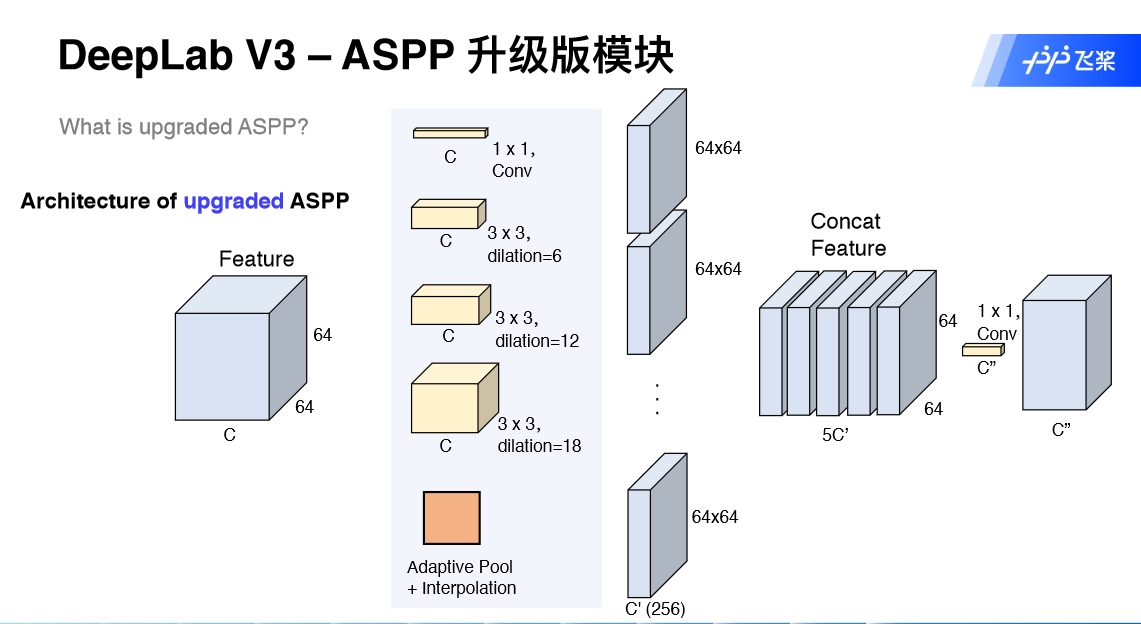 DeepLab V3 – ASPP 升级版模块
飞桨
What is upgraded ASPP?
Architecture of upgraded ASPP
Feature
64
64
C
C
1 x 1,
Conv
C
3 x 3,
dilation=6
C
3 x 3,
dilation=12
C
3 x 3,
dilation=18
Adaptive Pool
+ Interpolation
64x64
64x64
⋮
64x64
C' (256)
Concat
Feature
64
64
5C’
1 x 1,
Conv
C”
C”